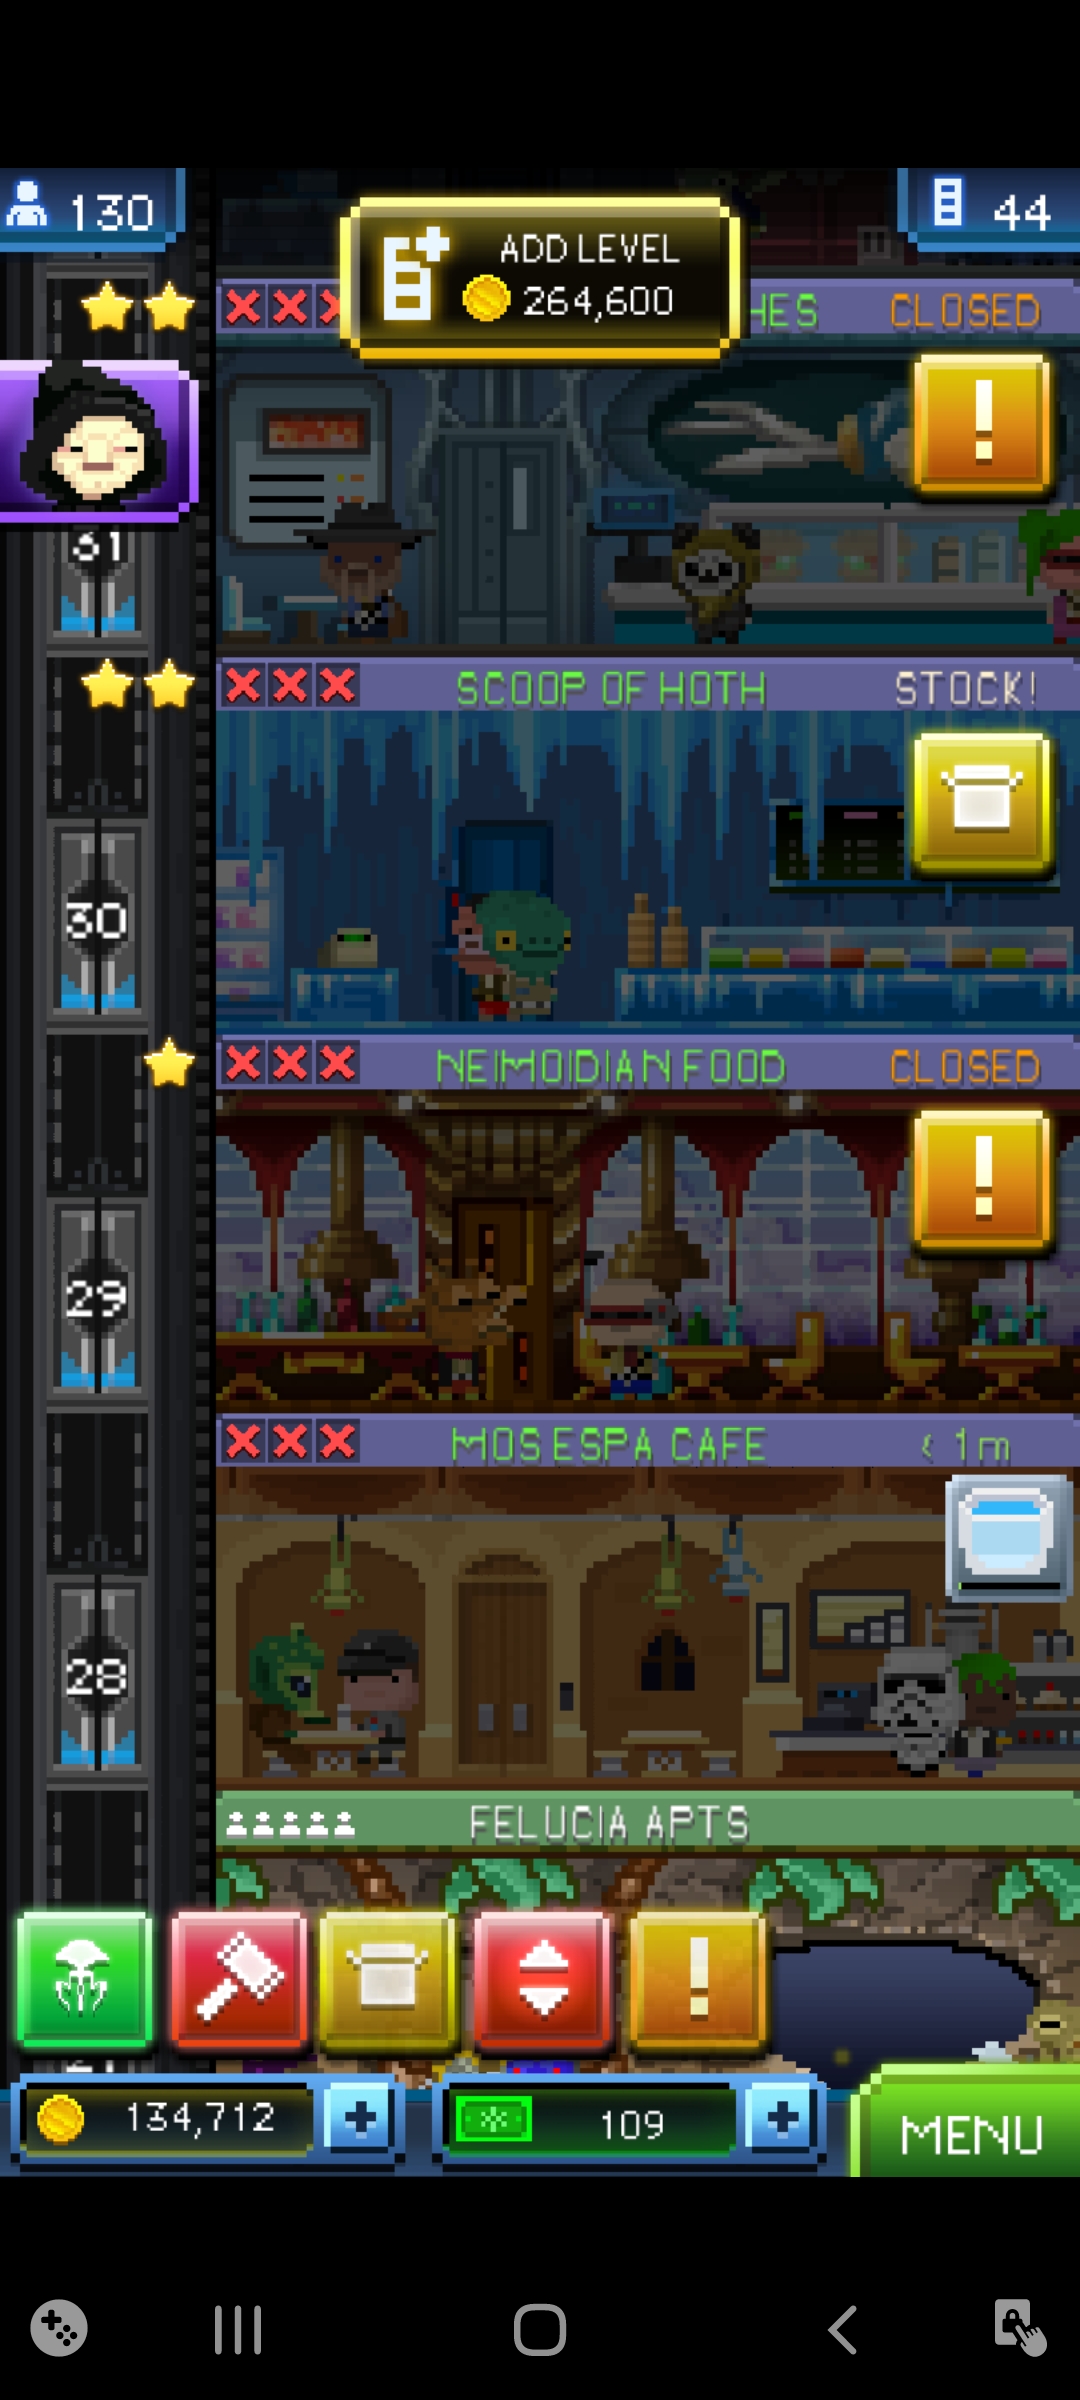 130
ADD LEVEL
264,600
44
HES CLOSED
31
SCOOP OF HOTH STOCK!
30
NEIMOIDIAN FOOD CLOSED
29
MOS ESPA CAFE < 1m
28
FELUCIA APTS
134,712
109
MENU